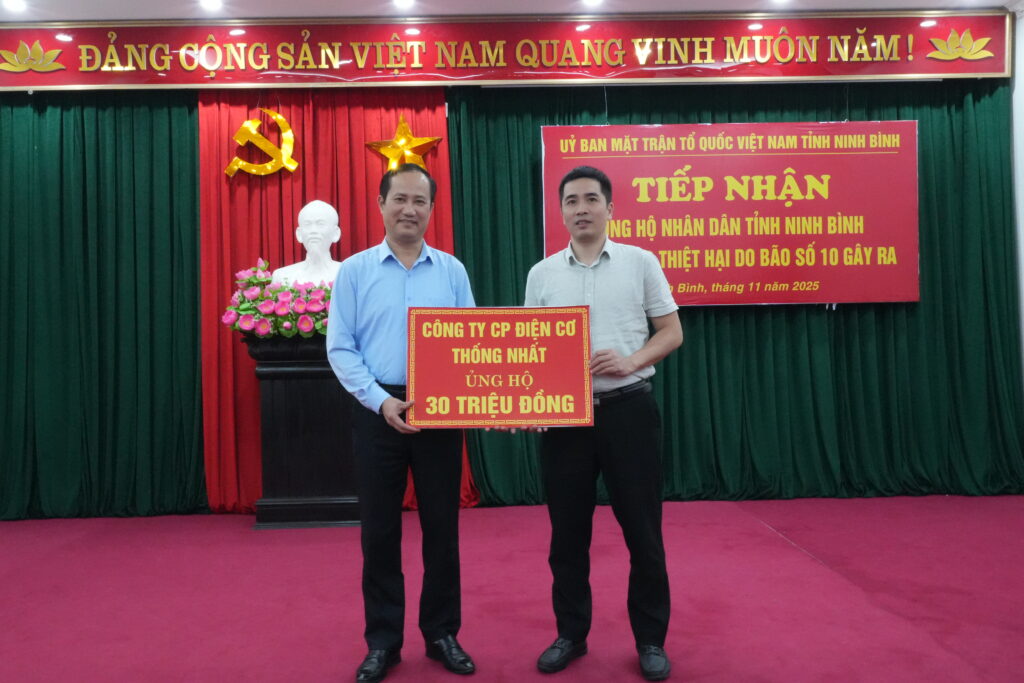 ĐẢNG CỘNG SẢN VIỆT NAM QUANG VINH MUÔN NĂM!
UỶ BAN MẶT TRẬN TỔ QUỐC VIỆT NAM TỈNH NINH BÌNH
TIẾP NHẬN
NG HỘ NHÂN DÂN TỈNH NINH BÌNH
THIỆT HẠI DO BÃO SỐ 10 GÂY RA
Bình, tháng 11 năm 2025
CÔNG TY CP ĐIỆN CƠ
THỐNG NHẤT
ỦNG HỘ
30 TRIỆU ĐỒNG